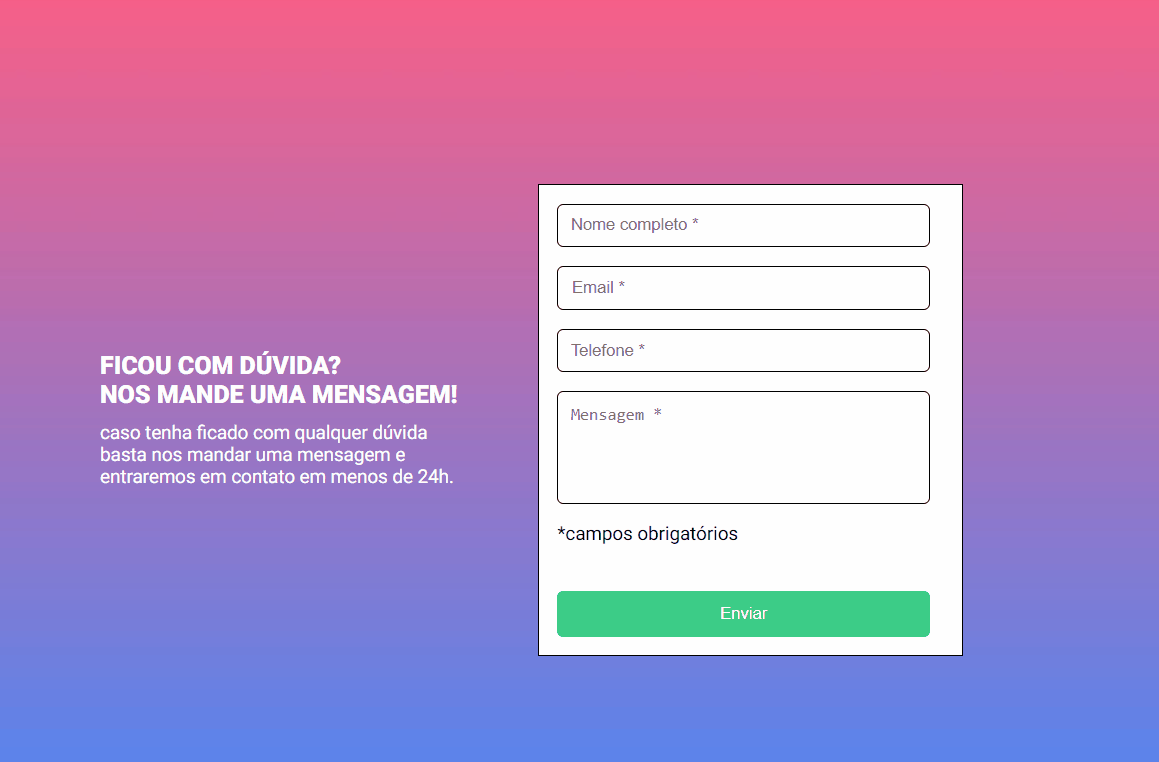 FICOU COM DÚVIDA?
NOS MANDE UMA MENSAGEM!
caso tenha ficado com qualquer dúvida
basta nos mandar uma mensagem e
entraremos em contato em menos de 24h.
Nome completo *
Email *
Telefone *
Mensagem *
*campos obrigatórios
Enviar